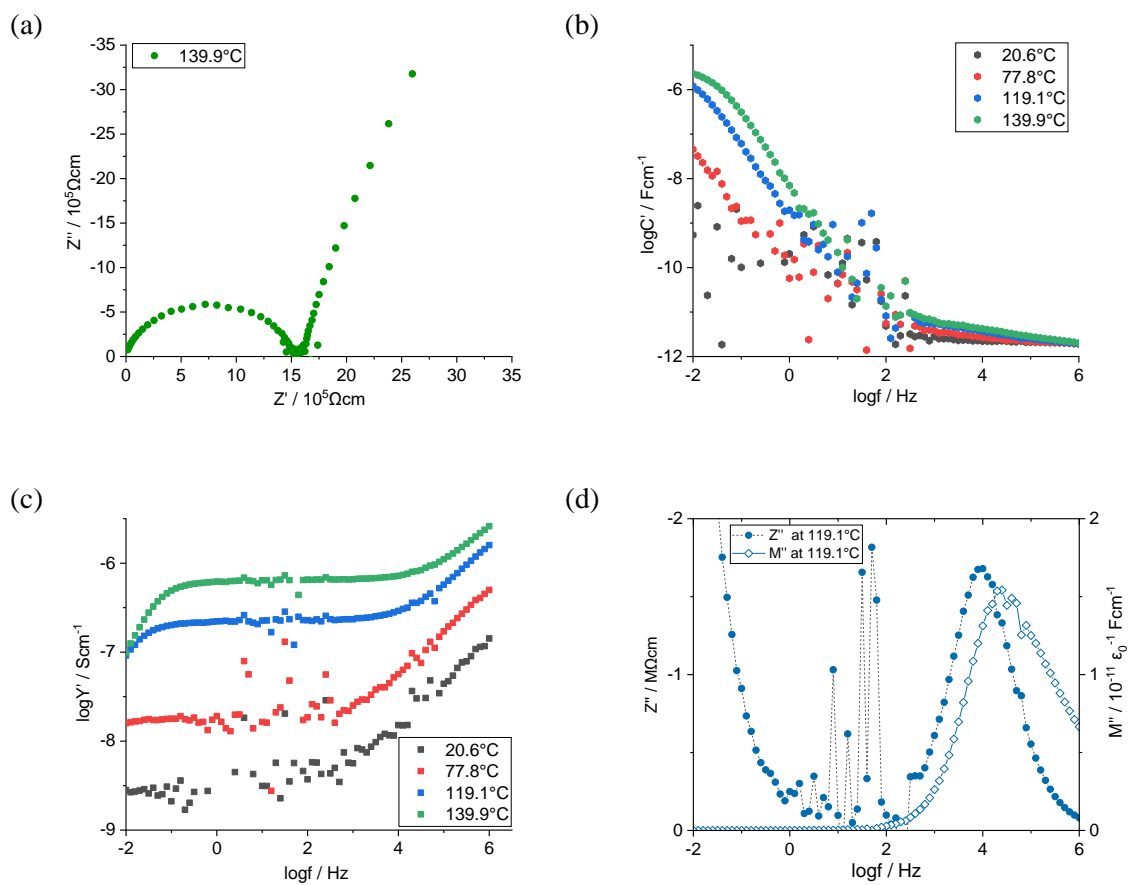 (a)
139.9°C
-35
-30
-25
-20
-15
-10
-5
0
0 5 10 15 20 25 30 35
Z'' / 10⁵Ωcm
Z' / 10⁵Ωcm
(b)
20.6°C
77.8°C
119.1°C
139.9°C
-6
-8
-10
-12
-2 0 2 4 6
logC' / Fcm⁻¹
logf / Hz
(c)
-6
-7
-8
-9
-2 0 2 4 6
20.6°C
77.8°C
119.1°C
139.9°C
logY' / Scm⁻¹
logf / Hz
(d)
Z'' at 119.1°C
M'' at 119.1°C
-2
-1
0
2
1
0
-2 0 2 4 6
Z'' / MΩcm
M'' / 10⁻¹¹ ε₀⁻¹ Fcm⁻¹
logf / Hz